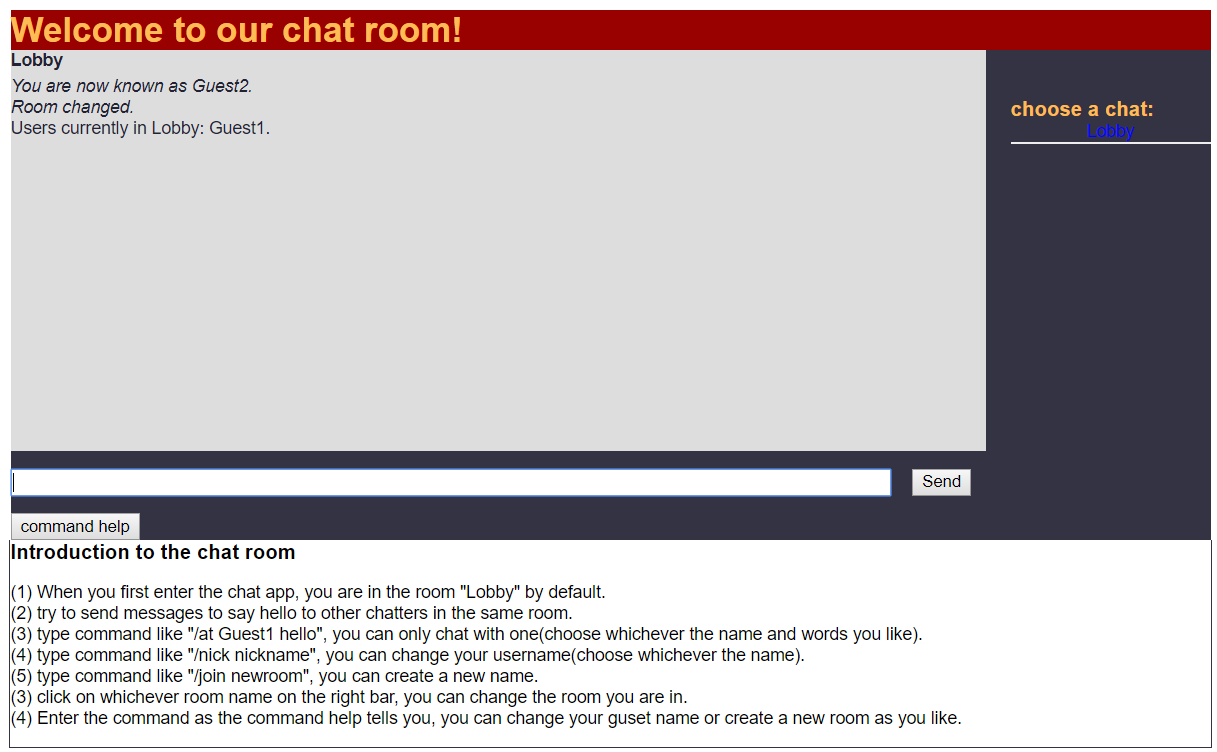 Welcome to our chat room!
Lobby
You are now known as Guest2.
Room changed.
Users currently in Lobby: Guest1.
choose a chat:
Lobby
Send
command help
Introduction to the chat room
(1) When you first enter the chat app, you are in the room "Lobby" by default.
(2) try to send messages to say hello to other chatters in the same room.
(3) type command like "/at Guest1 hello", you can only chat with one(choose whichever the name and words you like).
(4) type command like "/nick nickname", you can change your username(choose whichever the name).
(5) type command like "/join newroom", you can create a new name.
(3) click on whichever room name on the right bar, you can change the room you are in.
(4) Enter the command as the command help tells you, you can change your guset name or create a new room as you like.